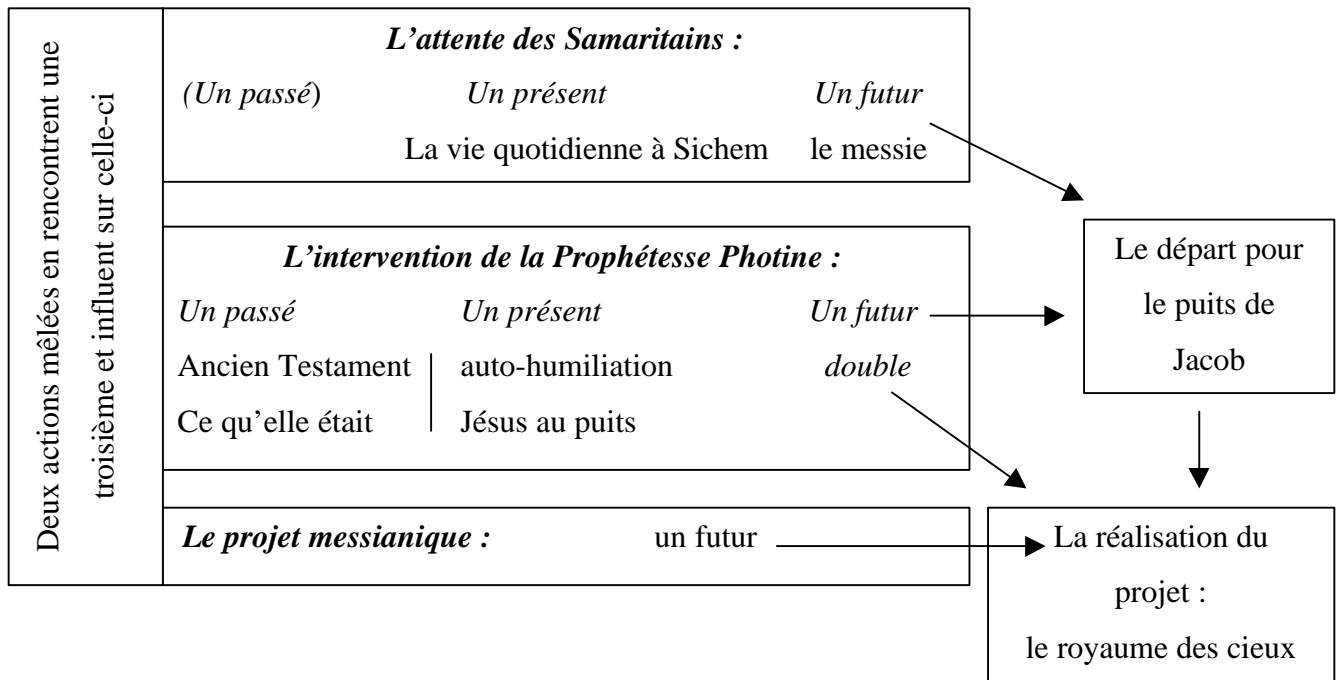 Deux actions mêlées en rencontrent une
troisième et influent sur celle-ci
L’attente des Samaritains :
(Un passé) Un présent Un futur
La vie quotidienne à Sichem le messie
L’intervention de la Prophétesse Photine :
Un passé Un présent Un futur
Ancien Testament auto-humiliation double
Ce qu’elle était Jésus au puits
Le départ pour
le puits de
Jacob
Le projet messianique : un futur
La réalisation du
projet :
le royaume des cieux